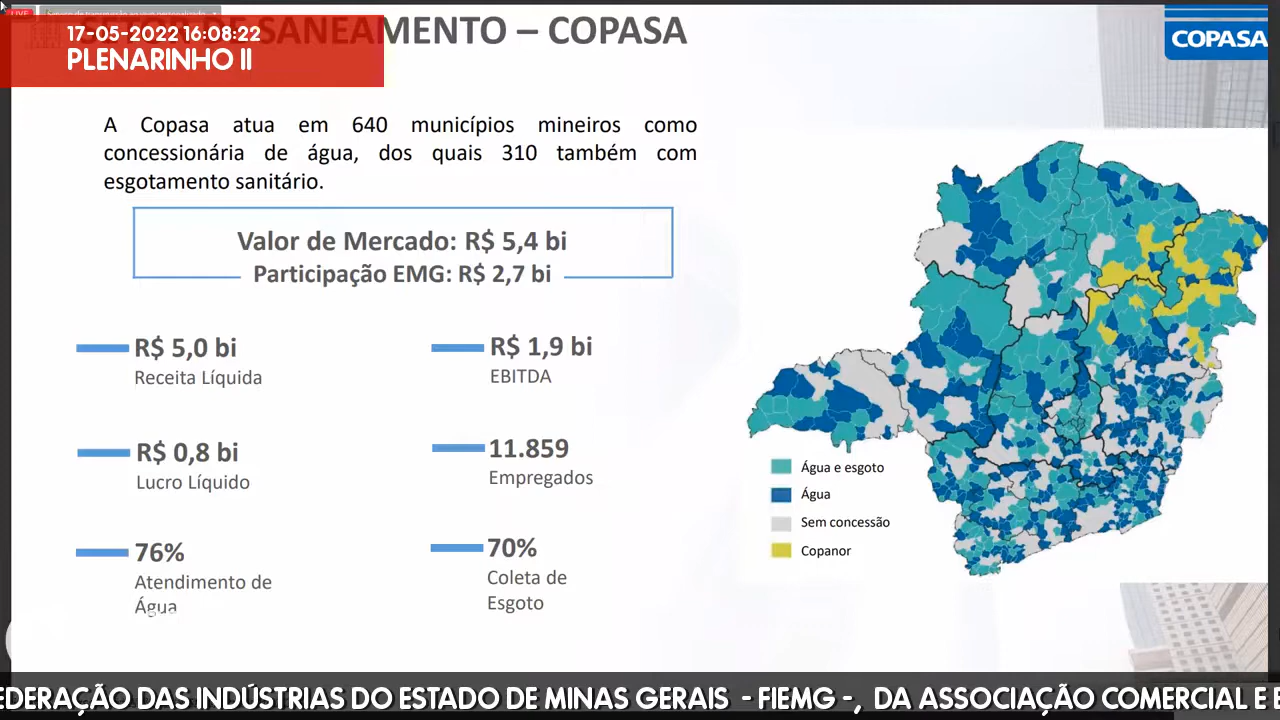 LIVE
17-05-2022 16:08:22
PLENARINHO II
SETOR DE SANEAMENTO – COPASA
COPASA
A Copasa atua em 640 municípios mineiros como
concessionária de água, dos quais 310 também com
esgotamento sanitário.
Valor de Mercado: R$ 5,4 bi
Participação EMG: R$ 2,7 bi
R$ 5,0 bi
Receita Líquida
R$ 1,9 bi
EBITDA
R$ 0,8 bi
Lucro Líquido
11.859
Empregados
76%
Atendimento de
Água
70%
Coleta de
Esgoto
Água e esgoto
Água
Sem concessão
Copanor
EDERAÇÃO DAS INDÚSTRIAS DO ESTADO DE MINAS GERAIS - FIEMG -, DA ASSOCIAÇÃO COMERCIAL E E